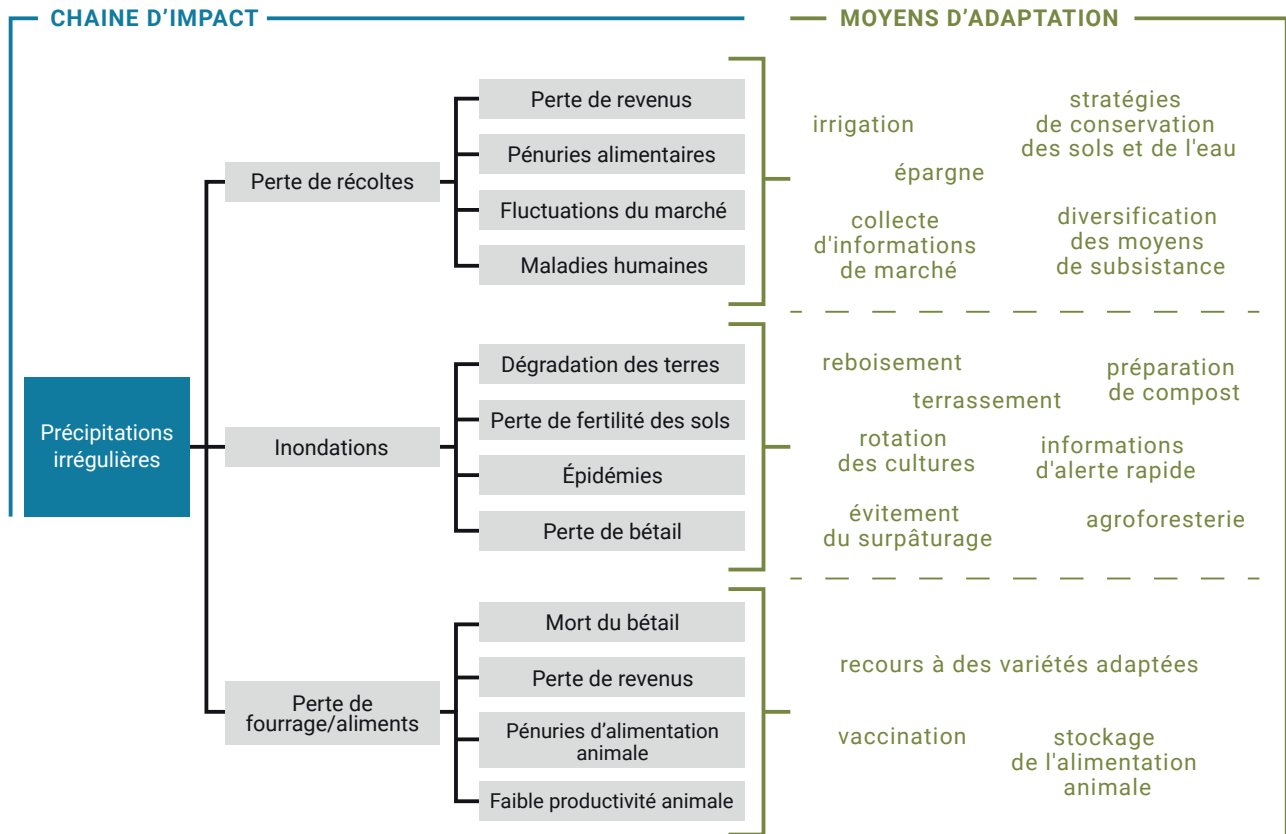 CHAINE D'IMPACT
MOYENS D'ADAPTATION
Précipitations
irrégulières
Perte de récoltes
Perte de revenus
Pénuries alimentaires
Fluctuations du marché
Maladies humaines
irrigation
stratégies
de conservation
des sols et de l'eau
épargne
collecte
d'informations
de marché
diversification
des moyens
de subsistance
Inondations
Dégradation des terres
Perte de fertilité des sols
Épidémies
Perte de bétail
reboisement
préparation
de compost
terrassement
rotation
des cultures
informations
d'alerte rapide
évitement
du surpâturage
agroforesterie
Perte de
fourrage/aliments
Mort du bétail
Perte de revenus
Pénuries d'alimentation
animale
Faible productivité animale
recours à des variétés adaptées
vaccination
stockage
de l'alimentation
animale